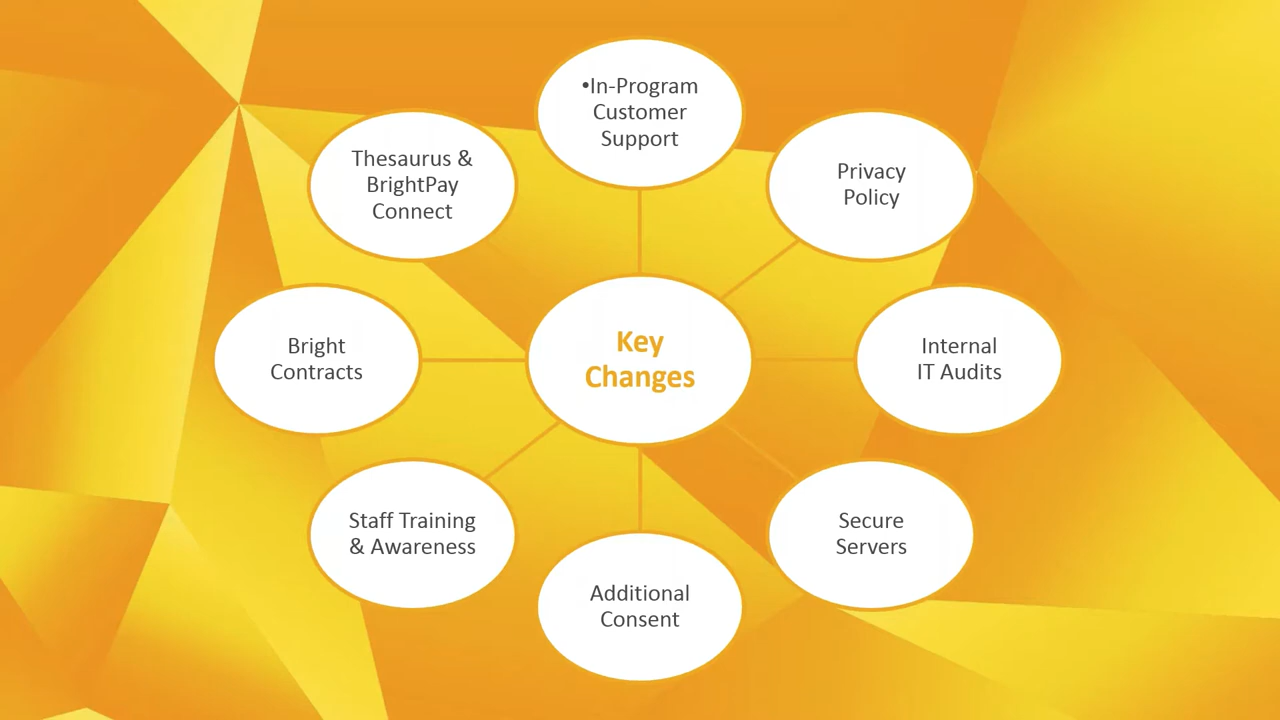 •In-Program
Customer
Support
Thesaurus &
BrightPay
Connect
Privacy
Policy
Bright
Contracts
Key
Changes
Internal
IT Audits
Staff Training
& Awareness
Secure
Servers
Additional
Consent